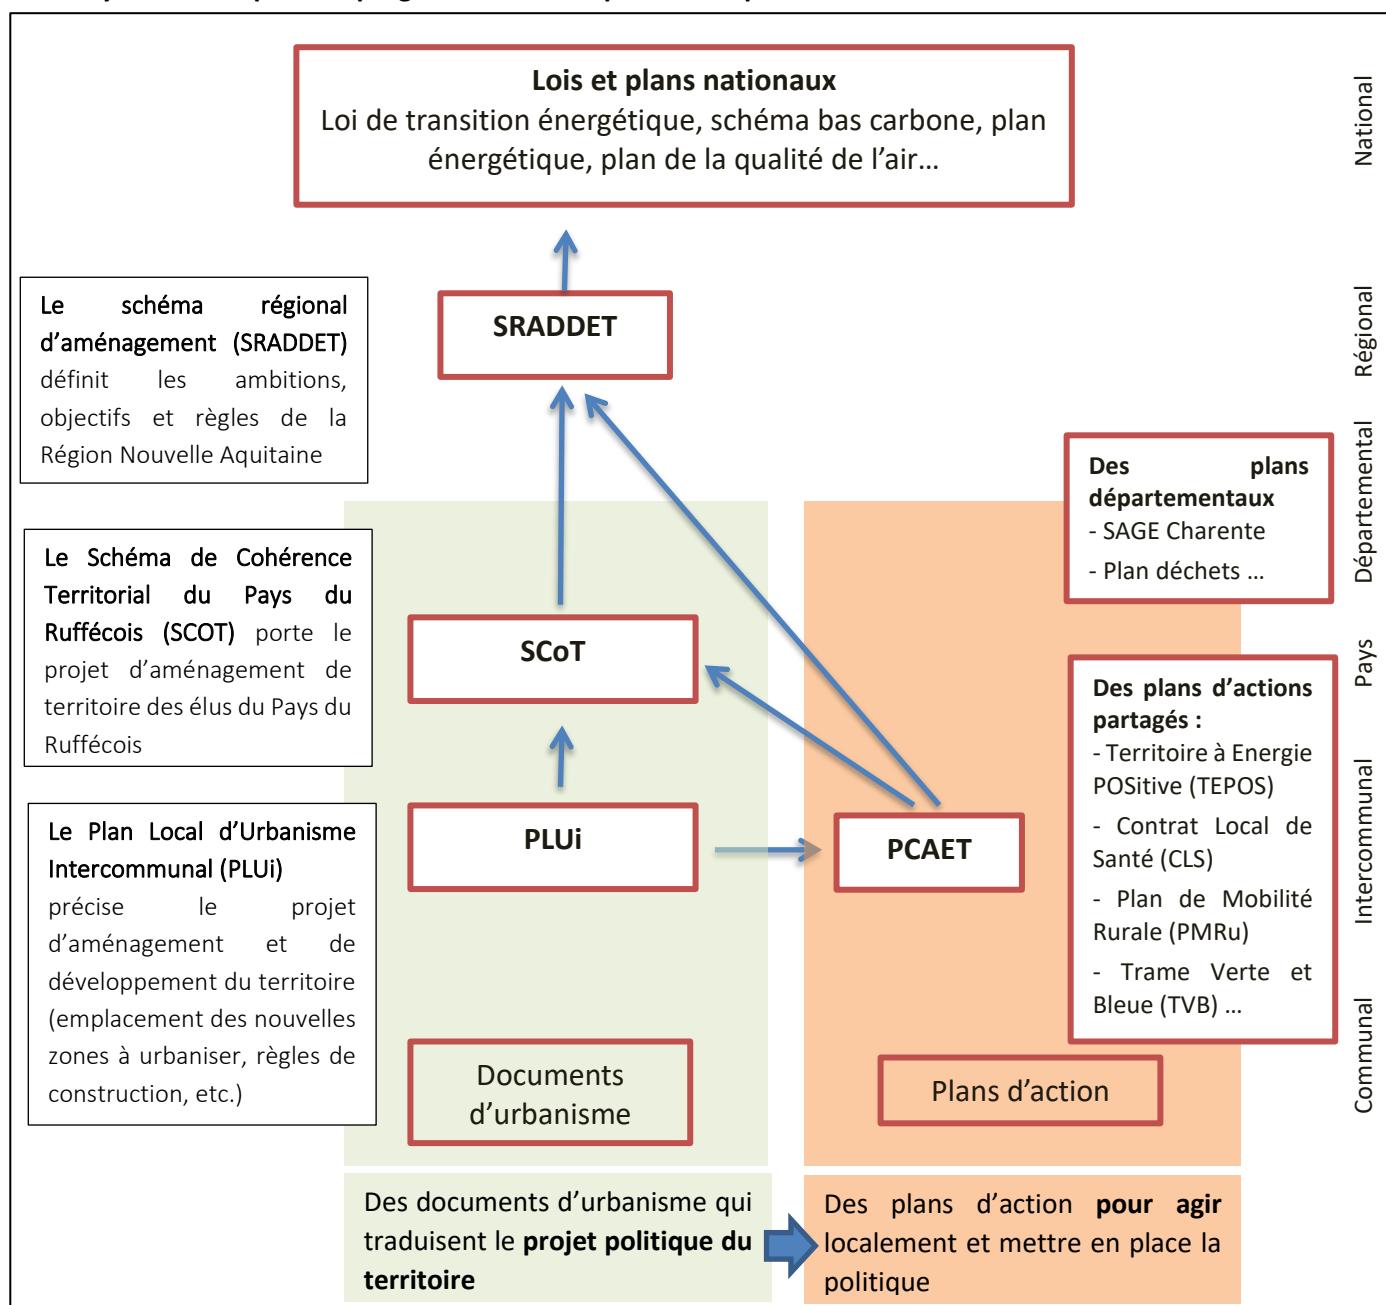 Lois et plans nationaux
Loi de transition énergétique, schéma bas carbone, plan
énergétique, plan de la qualité de l’air…
National
Le schéma régional
d’aménagement (SRADDET)
définit les ambitions,
objectifs et règles de la
Région Nouvelle Aquitaine
SRADDET
Régional
Des plans
départementaux
- SAGE Charente
- Plan déchets …
Départemental
Le Schéma de Cohérence
Territorial du Pays du
Ruffécois (SCOT) porte le
projet d’aménagement de
territoire des élus du Pays du
Ruffécois
SCoT
Pays
Des plans d’actions
partagés :
- Territoire à Energie
POSitive (TEPOS)
- Contrat Local de
Santé (CLS)
- Plan de Mobilité
Rurale (PMRu)
- Trame Verte et
Bleue (TVB) …
Le Plan Local d’Urbanisme
Intercommunal (PLUi)
précise le projet
d’aménagement et de
développement du territoire
(emplacement des nouvelles
zones à urbaniser, règles de
construction, etc.)
PLUi
PCAET
Intercommunal
Documents
d’urbanisme
Plans d’action
Communal
Des documents d’urbanisme qui
traduisent le projet politique du
territoire
Des plans d’action pour agir
localement et mettre en place la
politique